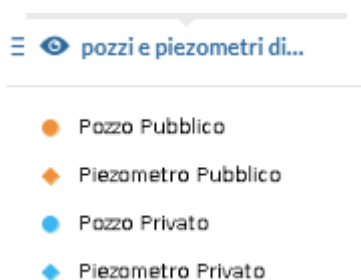 pozzi e piezometri di...
Pozzo Pubblico
Piezometro Pubblico
Pozzo Privato
Piezometro Privato